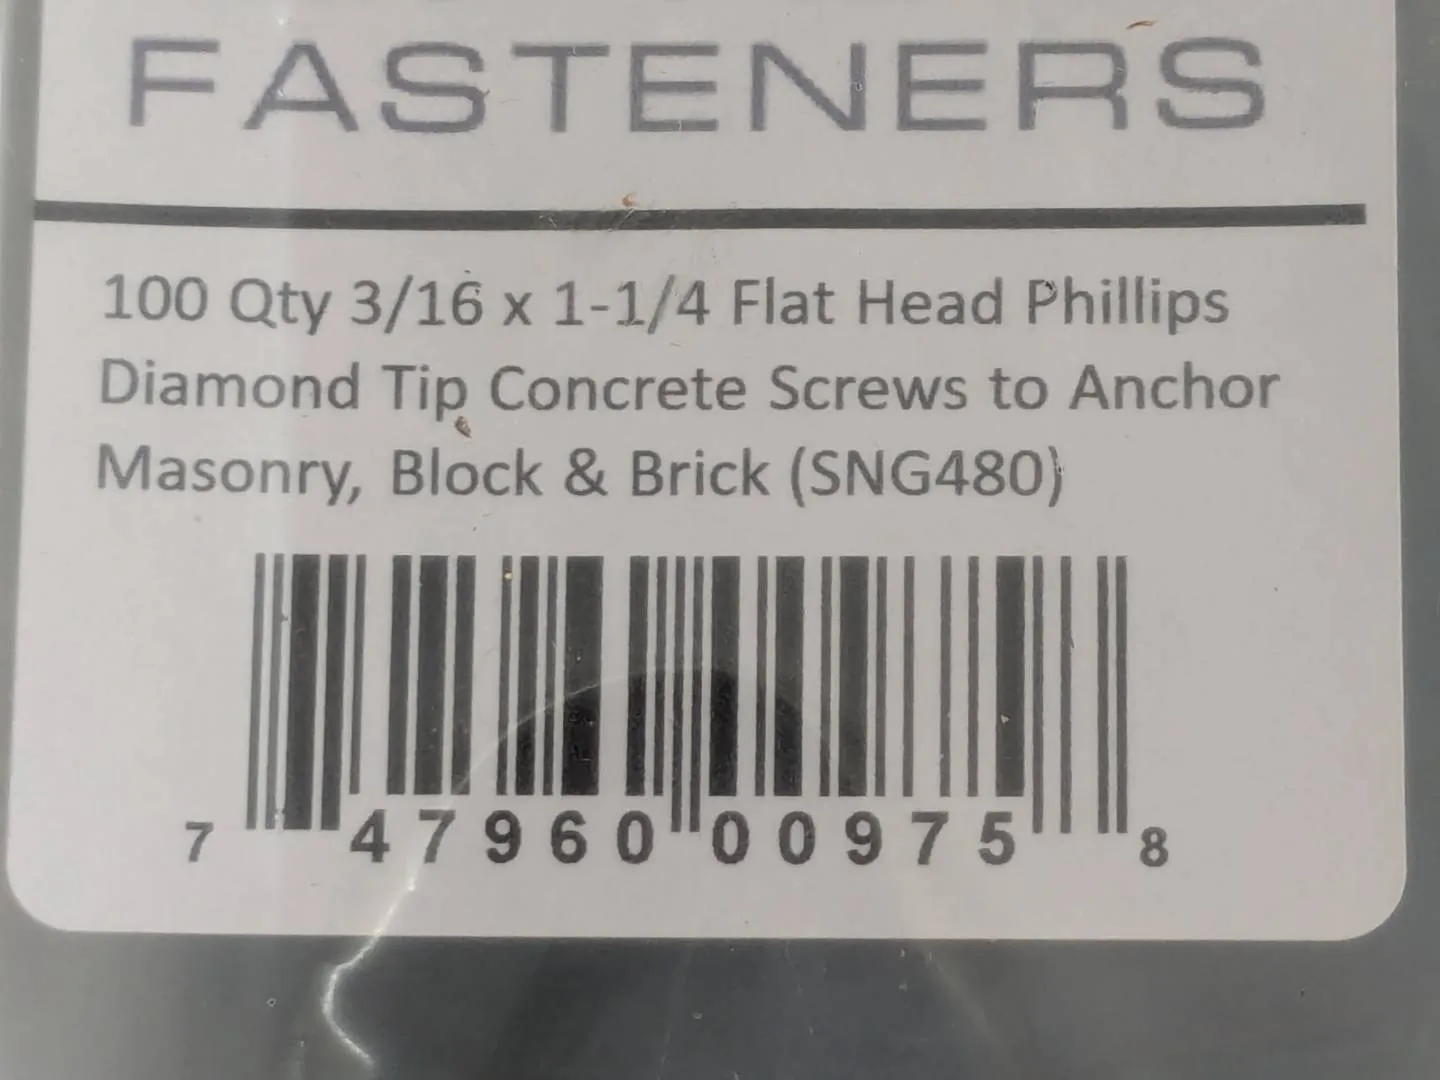 FASTENERS
100 Qty 3/16 x 1-1/4 Flat Head Phillips
Diamond Tip Concrete Screws to Anchor
Masonry, Block & Brick (SNG480)
7 47960 00975 8